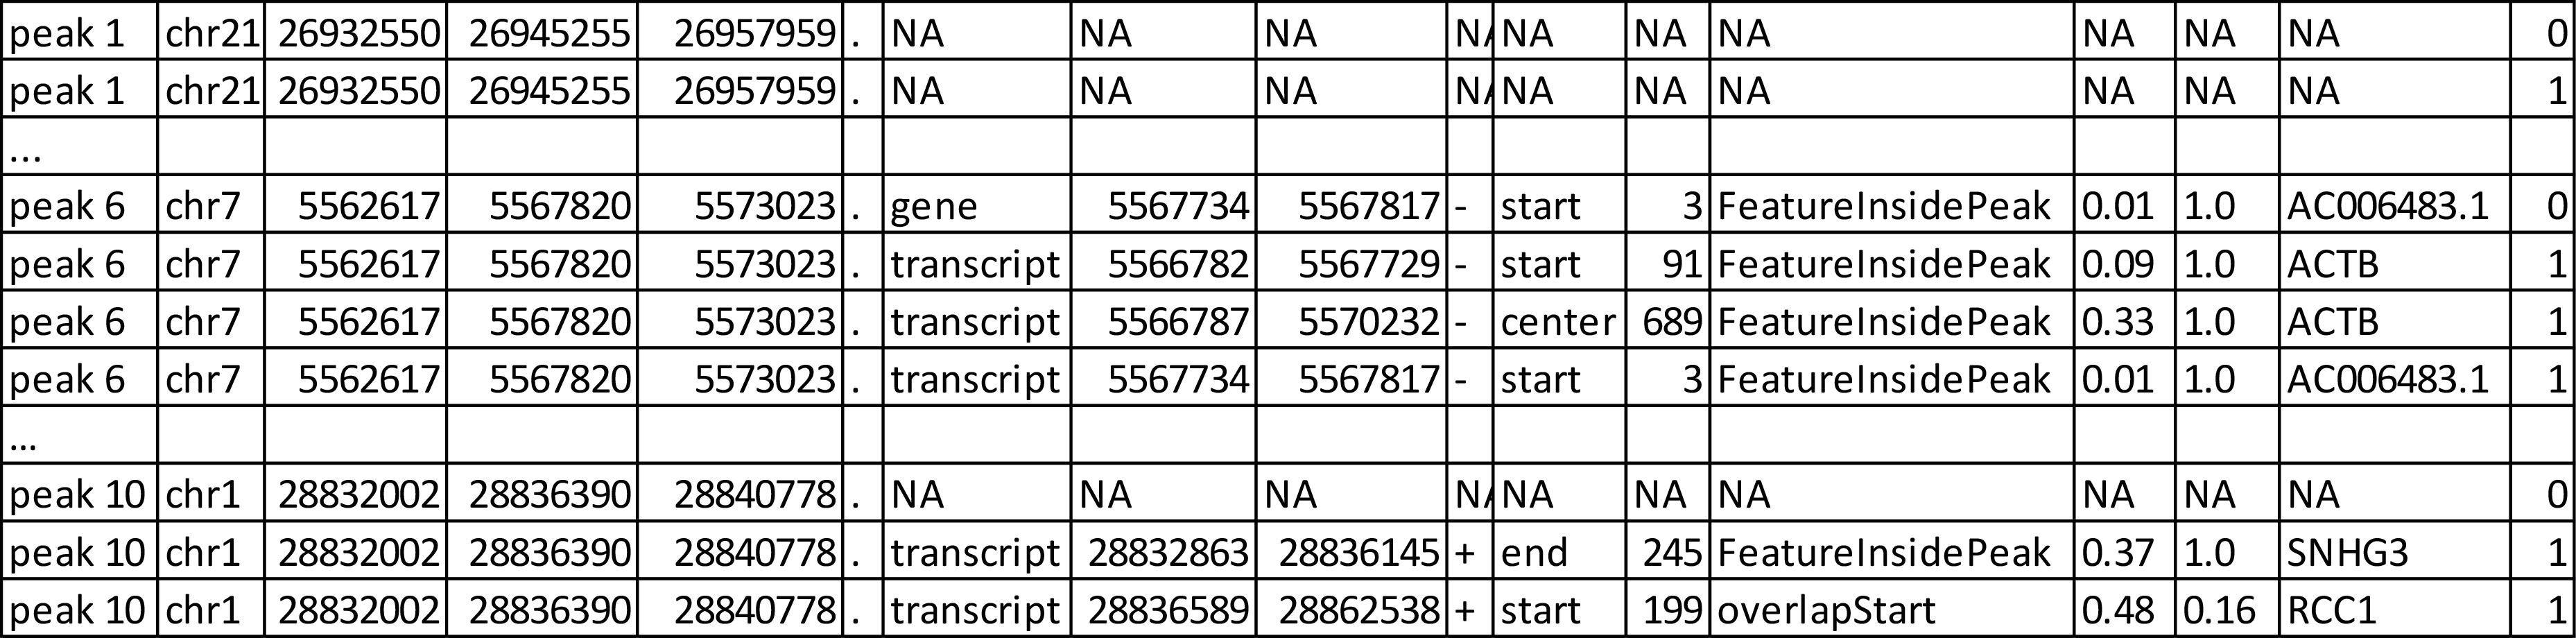 peak 1 chr21 26932550 26945255 26957959 . NA NA NA NA NA NA NA NA NA NA 0
peak 1 chr21 26932550 26945255 26957959 . NA NA NA NA NA NA NA NA NA NA 1
...
peak 6 chr7 5562617 5567820 5573023 . gene 5567734 5567817 - start 3 FeatureInsidePeak 0.01 1.0 AC006483.1 0
peak 6 chr7 5562617 5567820 5573023 . transcript 5566782 5567729 - start 91 FeatureInsidePeak 0.09 1.0 ACTB 1
peak 6 chr7 5562617 5567820 5573023 . transcript 5566787 5570232 - center 689 FeatureInsidePeak 0.33 1.0 ACTB 1
peak 6 chr7 5562617 5567820 5573023 . transcript 5567734 5567817 - start 3 FeatureInsidePeak 0.01 1.0 AC006483.1 1
...
peak 10 chr1 28832002 28836390 28840778 . NA NA NA NA NA NA NA NA NA NA 0
peak 10 chr1 28832002 28836390 28840778 . transcript 28832863 28836145 + end 245 FeatureInsidePeak 0.37 1.0 SNHG3 1
peak 10 chr1 28832002 28836390 28840778 . transcript 28836589 28862538 + start 199 overlapStart 0.48 0.16 RCC1 1